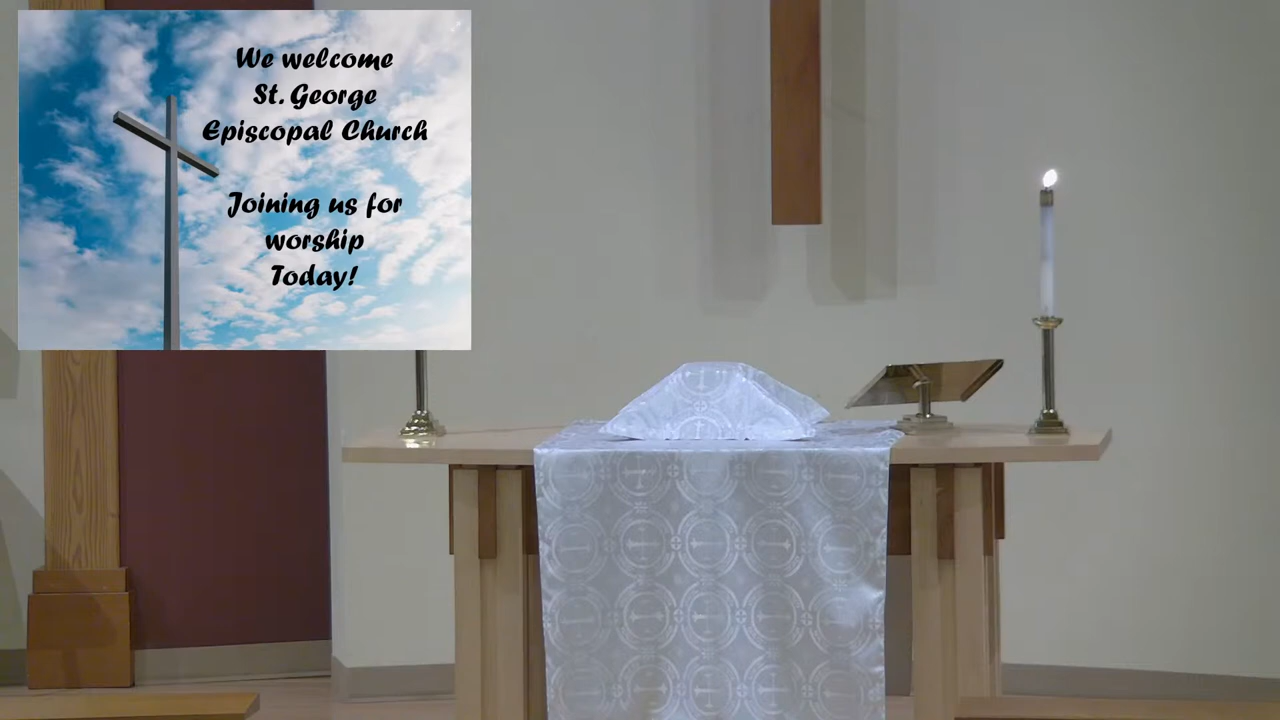 We welcome
St. George
Episcopal Church
Joining us for
worship
Today!